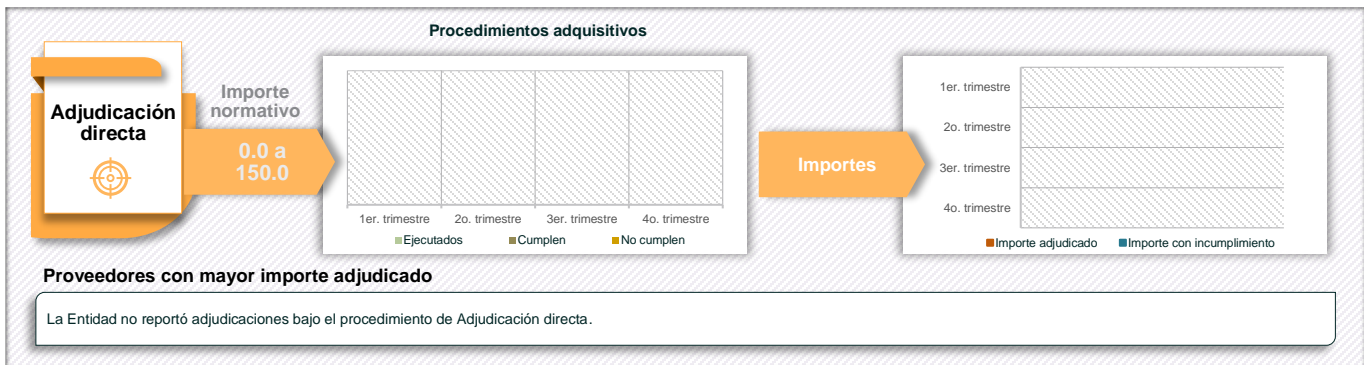 Procedimientos adquisitivos
Adjudicación
directa
Importe
normativo
0.0 a
150.0
1er. trimestre
2o. trimestre
3er. trimestre
4o. trimestre
Ejecutados
Cumplen
No cumplen
Importes
1er. trimestre
2o. trimestre
3er. trimestre
4o. trimestre
Importe adjudicado
Importe con incumplimiento
Proveedores con mayor importe adjudicado
La Entidad no reportó adjudicaciones bajo el procedimiento de Adjudicación directa.